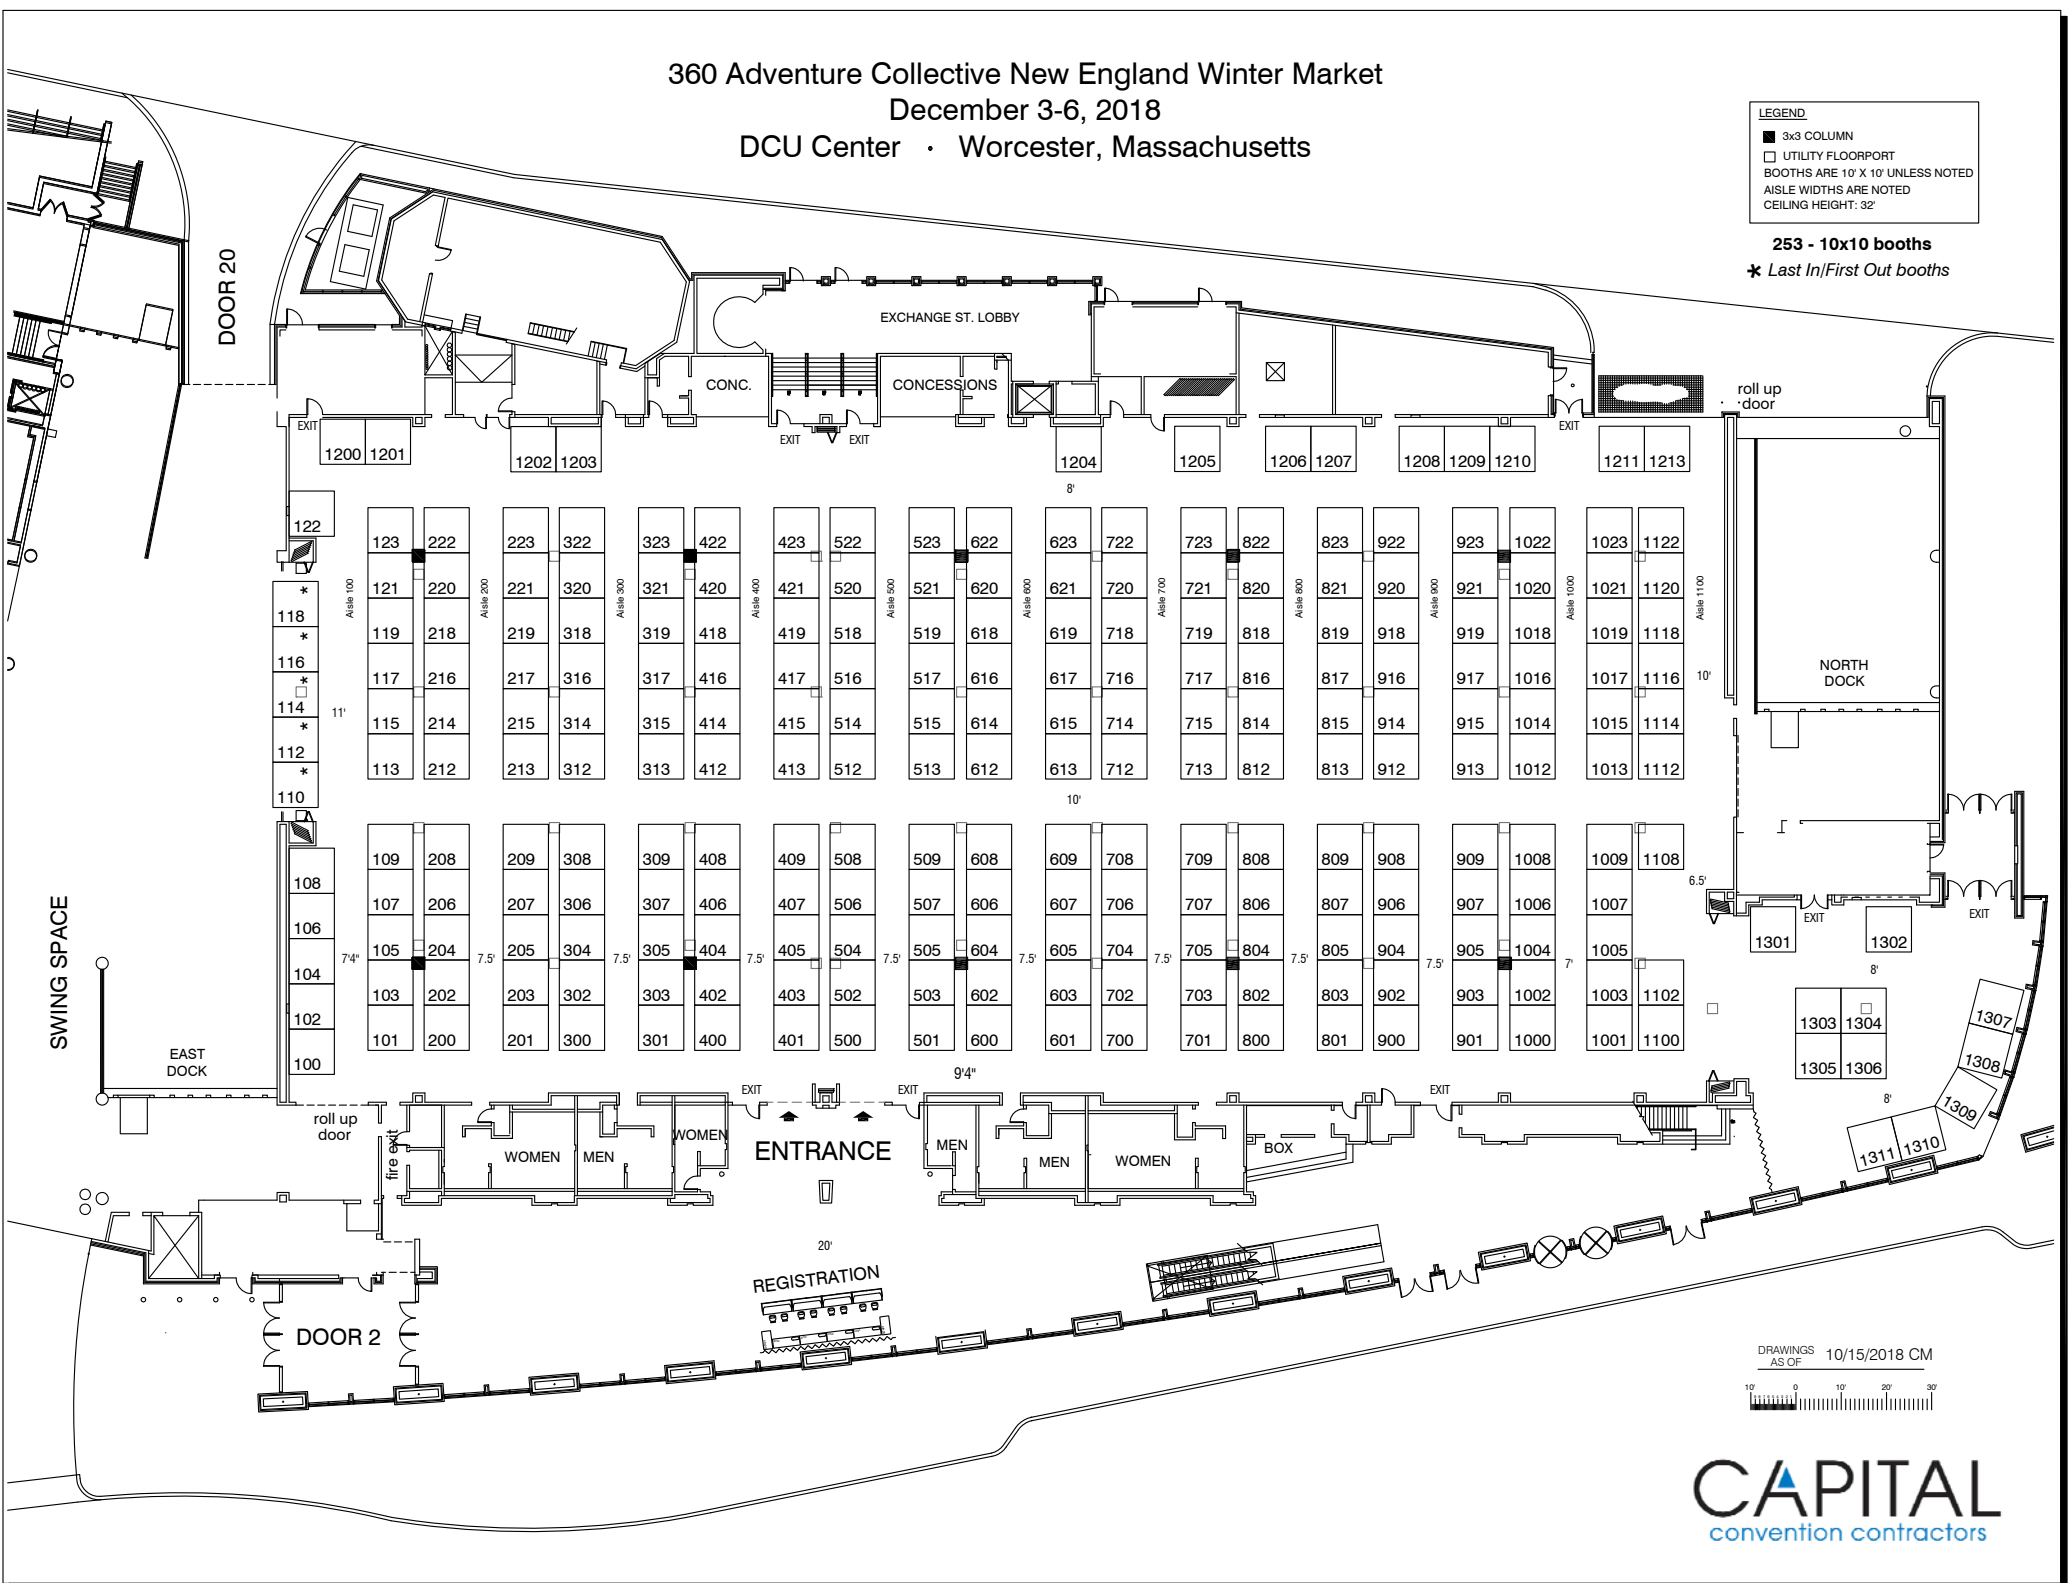 360 Adventure Collective New England Winter Market
December 3-6, 2018
DCU Center · Worcester, Massachusetts
LEGEND
3x3 COLUMN
UTILITY FLOORPORT
BOOTHS ARE 10' X 10' UNLESS NOTED
AISLE WIDTHS ARE NOTED
CEILING HEIGHT: 32'
253 - 10x10 booths
* Last In/First Out booths
DOOR 20
EXCHANGE ST. LOBBY
CONC.
CONCESSIONS
roll up
door
EXIT
EXIT
EXIT
EXIT
1200 1201 1202 1203 1204 1205 1206 1207 1208 1209 1210 1211 1213
8'
122
123 222 223 322 323 422 423 522 523 622 623 722 723 822 823 922 923 1022 1023 1122
121 220 221 320 321 420 421 520 521 620 621 720 721 820 821 920 921 1020 1021 1120
Aisle 100 Aisle 200 Aisle 300 Aisle 400 Aisle 500 Aisle 600 Aisle 700 Aisle 800 Aisle 900 Aisle 1000 Aisle 1100
*
118
119 218 219 318 319 418 419 518 519 618 619 718 719 818 819 918 919 1018 1019 1118
*
116
117 216 217 316 317 416 417 516 517 616 617 716 717 816 817 916 917 1016 1017 1116
10'
NORTH
DOCK
*
114
11'
115 214 215 314 315 414 415 514 515 614 615 714 715 814 815 914 915 1014 1015 1114
*
112
113 212 213 312 313 412 413 512 513 612 613 712 713 812 813 912 913 1012 1013 1112
*
110
10'
109 208 209 308 309 408 409 508 509 608 609 708 709 808 809 908 909 1008 1009 1108
108
6.5'
107 206 207 306 307 406 407 506 507 606 607 706 707 806 807 906 907 1006 1007
106
EXIT
EXIT
1301 1302
105 204 205 304 305 404 405 504 505 604 605 704 705 804 805 904 905 1004 1005
7'4" 7.5' 7.5' 7.5' 7.5' 7.5' 7.5' 7.5' 7.5' 7'
104
8'
103 202 203 302 303 402 403 502 503 602 603 702 703 802 803 902 903 1002 1003 1102
102
1303 1304
1307
101 200 201 300 301 400 401 500 501 600 601 700 701 800 801 900 901 1000 1001 1100
100
1305 1306
1308
SWING SPACE
EAST
DOCK
9'4"
8'
1309
1310
1311
roll up
door
fire exit
EXIT
EXIT
EXIT
WOMEN
MEN
WOMEN
ENTRANCE
MEN
MEN
WOMEN
BOX
20'
REGISTRATION
DOOR 2
DRAWINGS
AS OF
10/15/2018 CM
10' 0 10' 20' 30'
CAPITAL
convention contractors